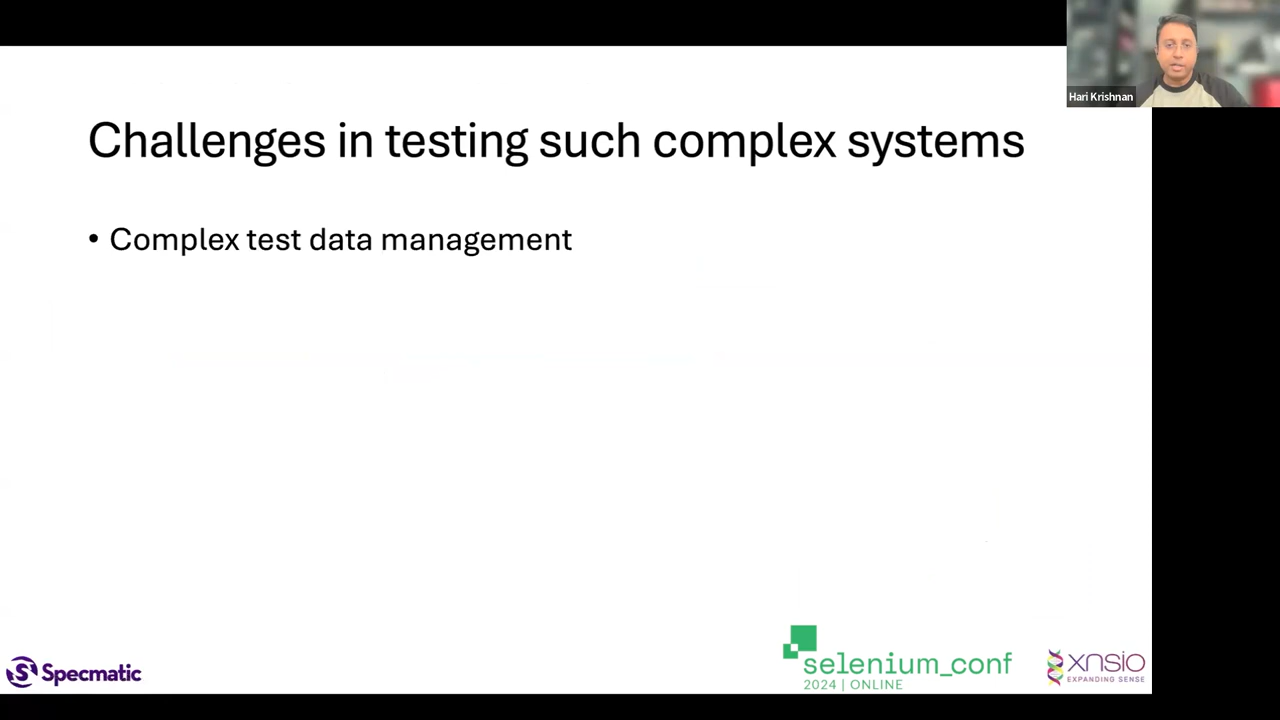 Hari Krishnan
Challenges in testing such complex systems
• Complex test data management
Specmatic
selenium_conf
2024 | ONLINE
xnsio
EXPANDING SENSE